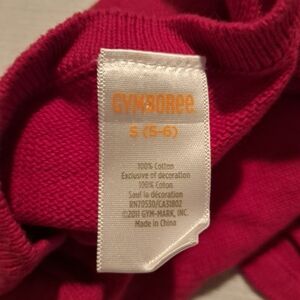 GYMBOREE
S (5-6)
100% Cotton
Exclusive of decoration
100% Coton
Sauf la décoration
RN70530/CA31802
©2011 GYM-MARK, INC.
Made in China